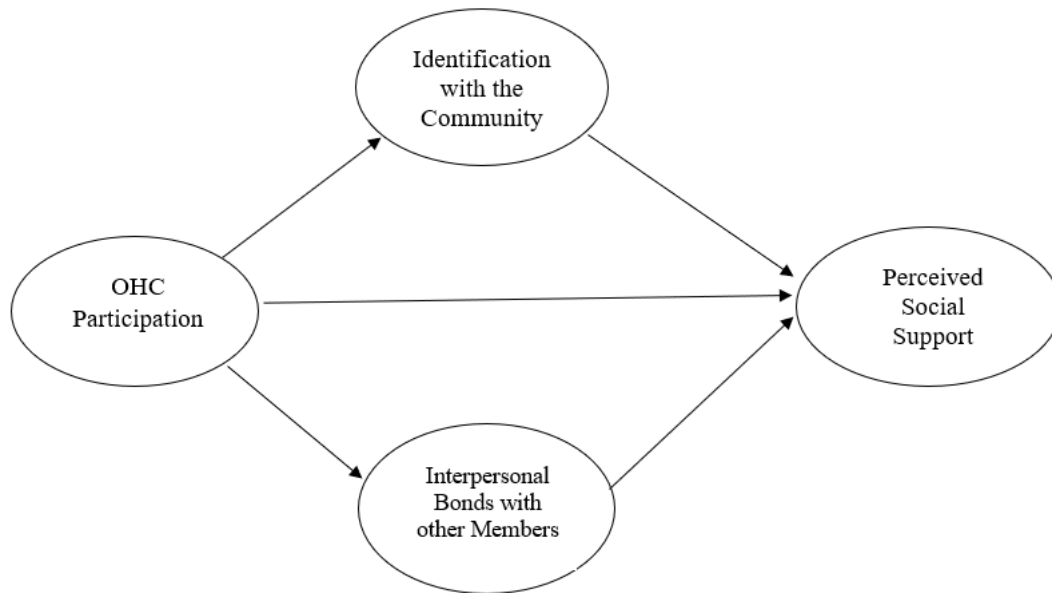 Identification
with the
Community
OHC
Participation
Perceived
Social
Support
Interpersonal
Bonds with
other Members